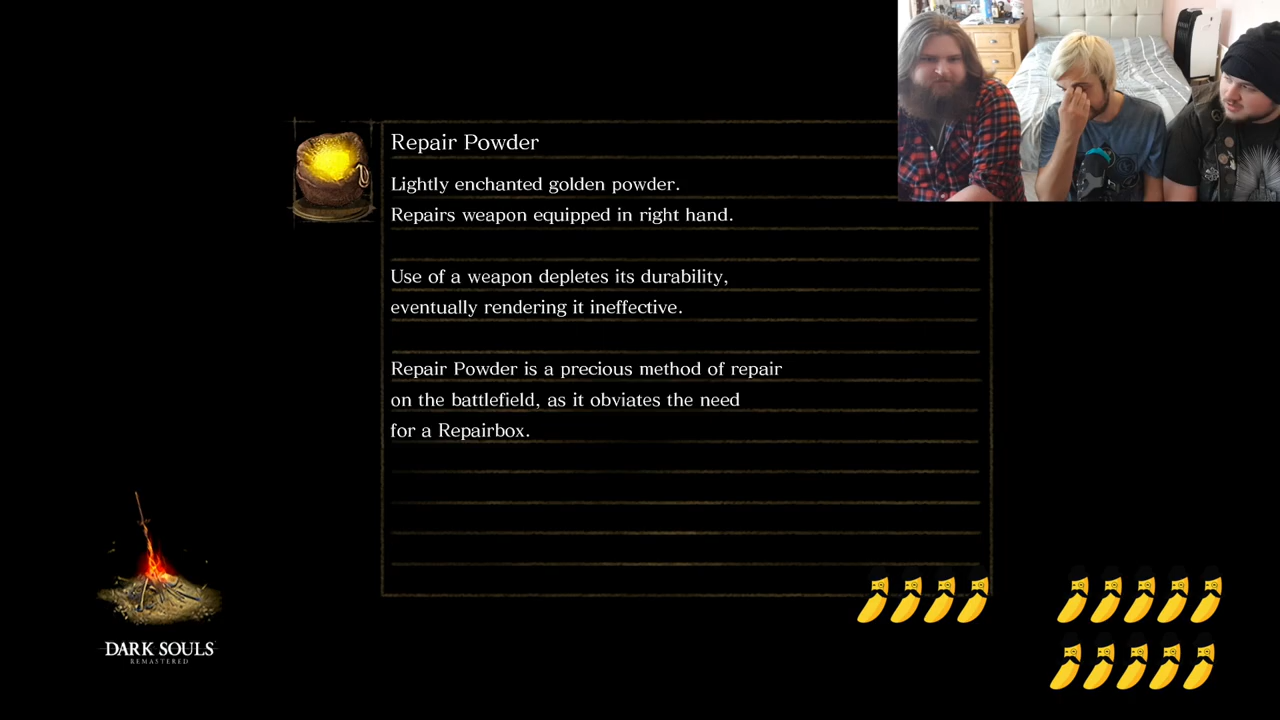 Repair Powder
Lightly enchanted golden powder.
Repairs weapon equipped in right hand.
Use of a weapon depletes its durability,
eventually rendering it ineffective.
Repair Powder is a precious method of repair
on the battlefield, as it obviates the need
for a Repairbox.
DARK SOULS
REMASTERED